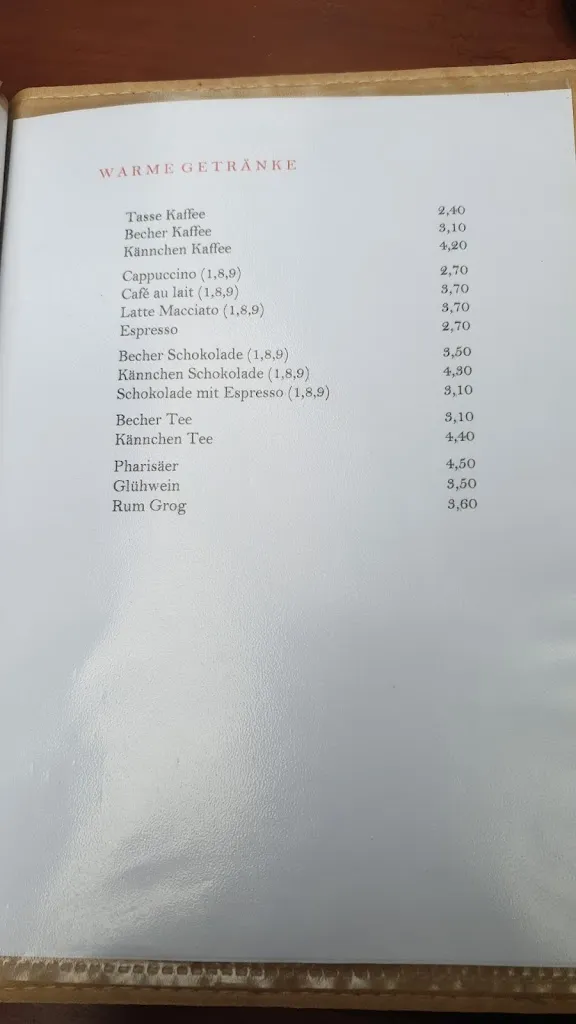 WARME GETRÄNKE
Tasse Kaffee 2,40
Becher Kaffee 3,10
Kännchen Kaffee 4,20
Cappuccino (1,8,9) 2,70
Café au lait (1,8,9) 3,70
Latte Macciato (1,8,9) 3,70
Espresso 2,70
Becher Schokolade (1,8,9) 3,50
Kännchen Schokolade (1,8,9) 4,30
Schokolade mit Espresso (1,8,9) 3,10
Becher Tee 3,10
Kännchen Tee 4,40
Pharisäer 4,50
Glühwein 3,50
Rum Grog 3,60